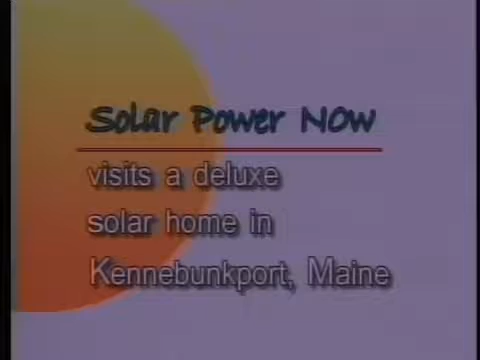 Solar Power Now
visits a deluxe
solar home in
Kennebunkport, Maine